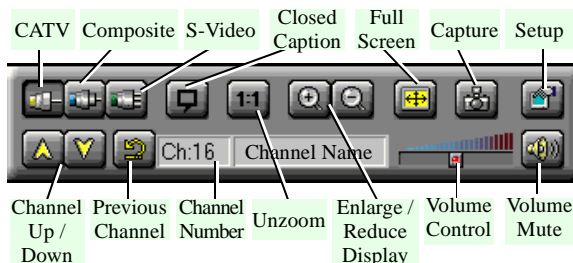 CATV Composite S-Video Closed Caption Full Screen Capture Setup
1:1
Ch:16 Channel Name
Channel Up / Down
Previous Channel
Channel Number
Unzoom
Enlarge / Reduce Display
Volume Control
Volume Mute